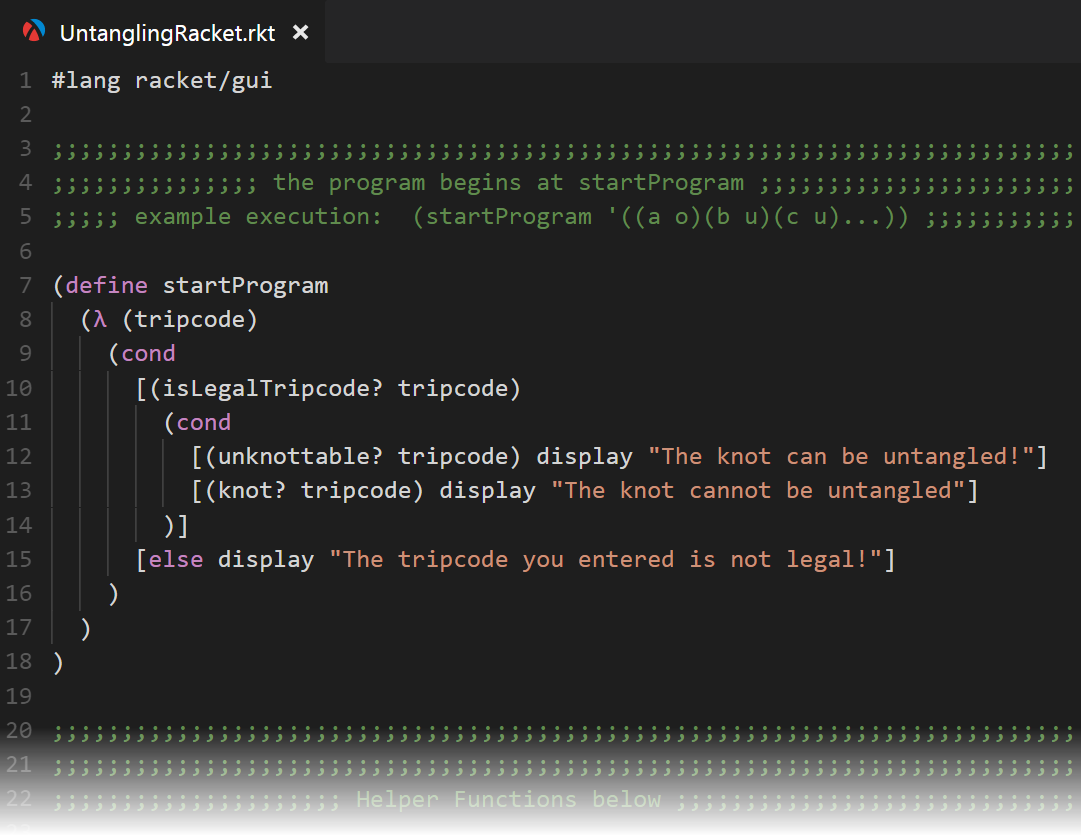 UntanglingRacket.rkt ×
1 #lang racket/gui
2
3 ;;;;;;;;;;;;;;;;;;;;;;;;;;;;;;;;;;;;;;;;;;;;;;;;;;;;;;;;;;;;;;;;;;;;;;;;;;
4 ;;;;;;;;;;;;;;; the program begins at startProgram ;;;;;;;;;;;;;;;;;;;;;;;
5 ;;;;; example execution:  (startProgram '((a o)(b u)(c u)...)) ;;;;;;;;;;;
6
7 (define startProgram
8   (λ (tripcode)
9     (cond
10       [(isLegalTripcode? tripcode)
11         (cond
12           [(unknottable? tripcode) display "The knot can be untangled!"]
13           [(knot? tripcode) display "The knot cannot be untangled"]
14         )]
15       [else display "The tripcode you entered is not legal!"]
16     )
17   )
18 )
19
20 ;;;;;;;;;;;;;;;;;;;;;;;;;;;;;;;;;;;;;;;;;;;;;;;;;;;;;;;;;;;;;;;;;;;;;;;;;;
21 ;;;;;;;;;;;;;;;;;;;;;;;;;;;;;;;;;;;;;;;;;;;;;;;;;;;;;;;;;;;;;;;;;;;;;;;;;;
22 ;;;;;;;;;;;;;;;;;;;;; Helper Functions below ;;;;;;;;;;;;;;;;;;;;;;;;;;;;;